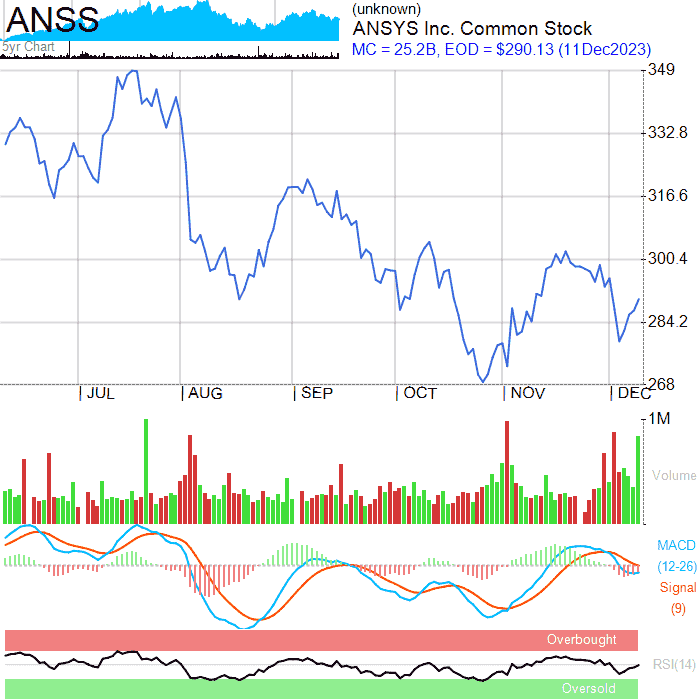 ANSS
5yr Chart
(unknown)
ANSYS Inc. Common Stock
MC = 25.2B, EOD = $290.13 (11Dec2023)
349
332.8
316.6
300.4
284.2
268
JUL AUG SEP OCT NOV DEC
1M
Volume
MACD
(12-26)
Signal
(9)
Overbought
RSI(14)
Oversold